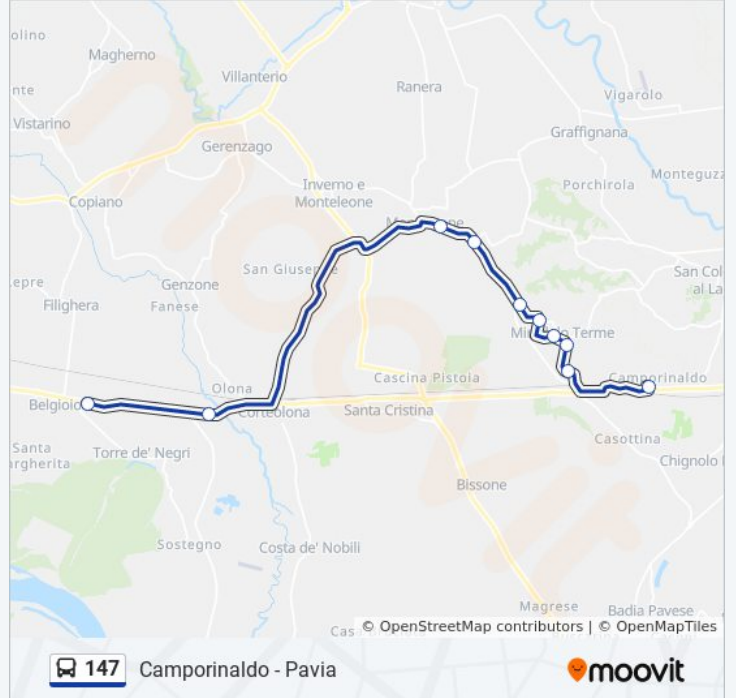 olino
Magherno
Villanterio
nte
Ranera
Vigarolo
Vistarino
Graffignana
Gerenzago
Monteguzz
Inverno e
Monteleone
Porchirola
Copiano
San Giuseppe
San Col
al La
epre
Genzone
Filighera
Fanese
Miradolo Terme
Cascina Pistoia
Camporinaldo
Olona
Belgioio
Corteolona
Santa Cristina
Casottina
Santa
argherita
Torre de' Negri
Chignolo
Bissone
Sostegno
Costa de' Nobili
Magrese
Badia Pavese
© OpenStreetMap contributors | © OpenMapTiles
147 Camporinaldo - Pavia
moovit